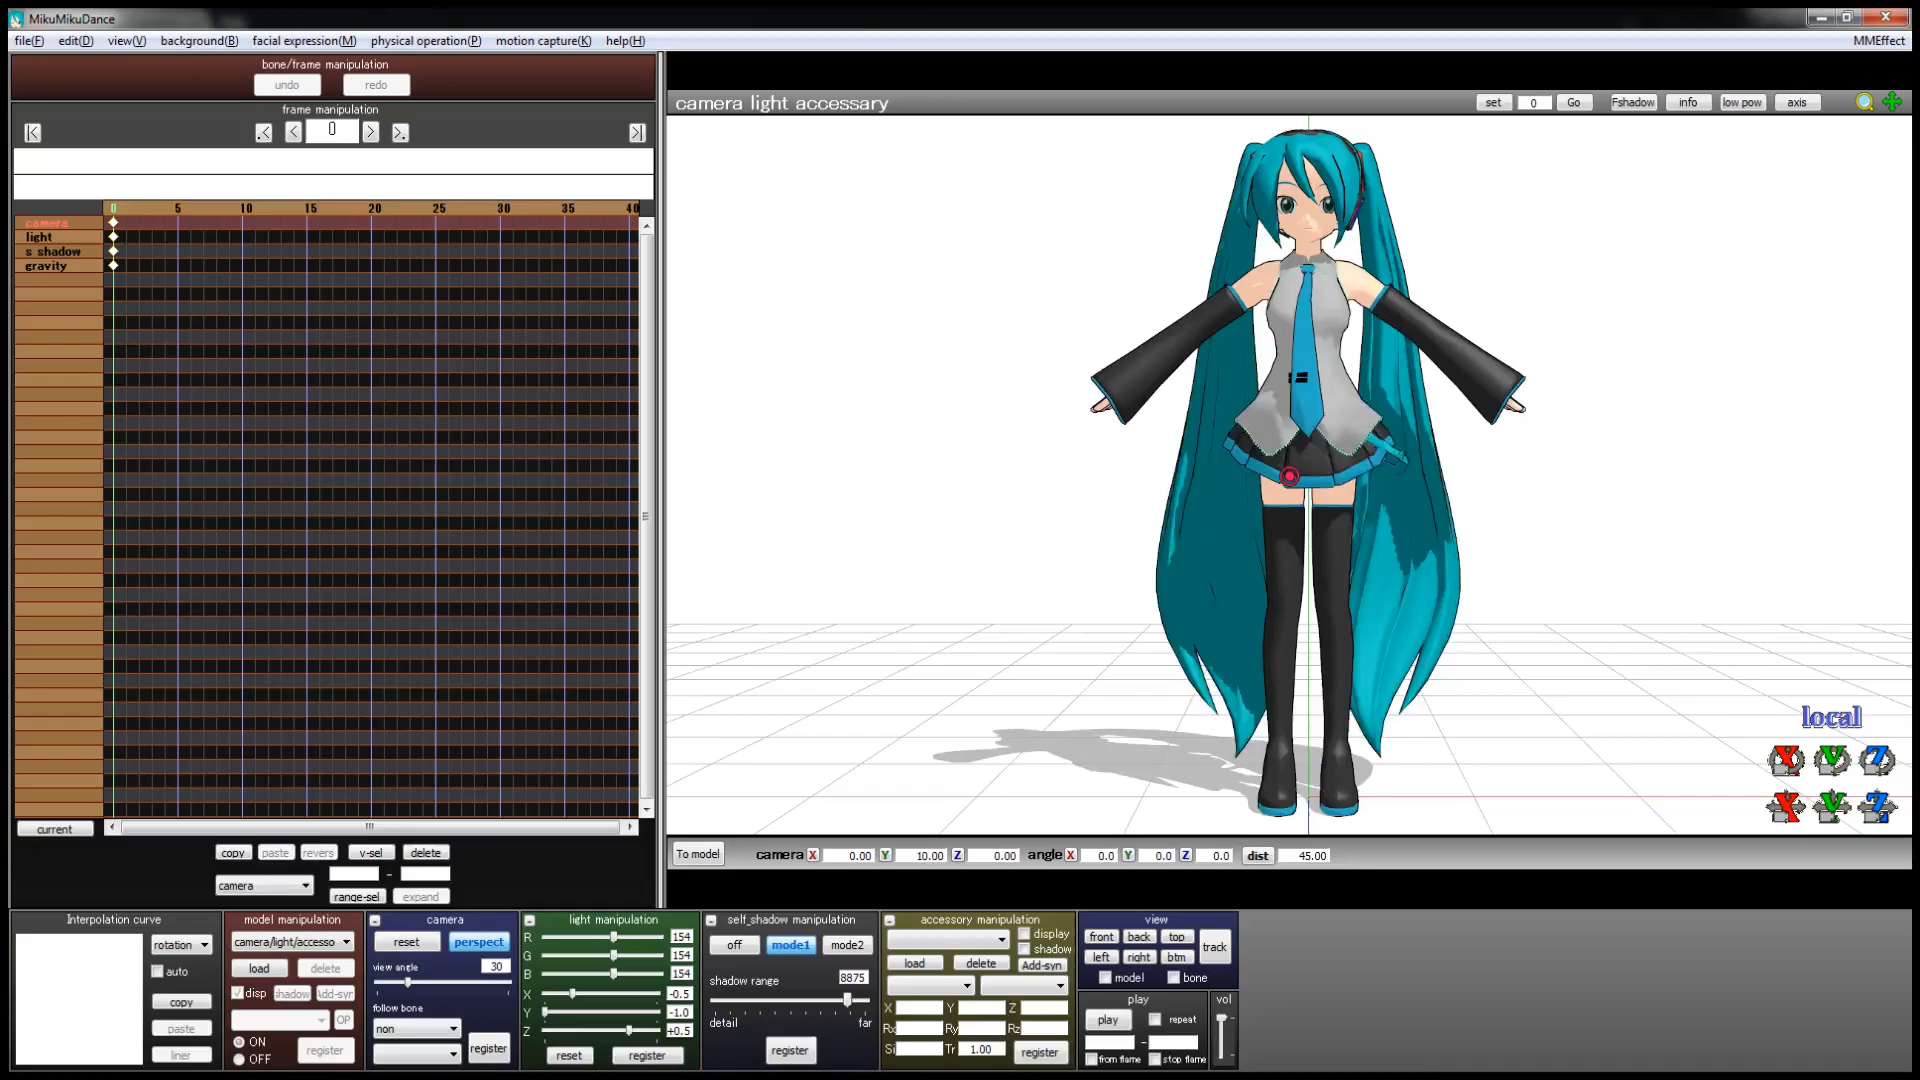 MikuMikuDance
file(F) edit(D) view(V) background(B) facial expression(M) physical operation(P) motion capture(K) help(H) MMEffect
bone/frame manipulation
undo redo
frame manipulation
0
camera light accessary set 0 Go Fshadow info low pow axis
0 5 10 15 20 25 30 35 40
camera
light
s shadow
gravity
local
X Y Z
X Y Z
current
copy paste revers v-sel delete
camera -
range-sel expand
To model camera X 0.00 Y 10.00 Z 0.00 angle X 0.0 Y 0.0 Z 0.0 dist 45.00
Interpolation curve
rotation
auto
copy
paste
liner
model manipulation
camera/light/accesso
load delete
disp shadow Add-syn
OP
ON
OFF
register
camera
reset perspect
view angle 30
follow bone
non
register
light manipulation
R 154
G 154
B 154
X -0.5
Y -1.0
Z +0.5
reset register
self_shadow manipulation
off mode1 mode2
8875
shadow range
detail far
register
accessory manipulation
display
shadow
load delete Add-syn
X Y Z
Rx Ry Rz
Si Tr 1.00 register
view
front back top
left right btm
track
model bone
play
play repeat
-
from flame stop flame
vol